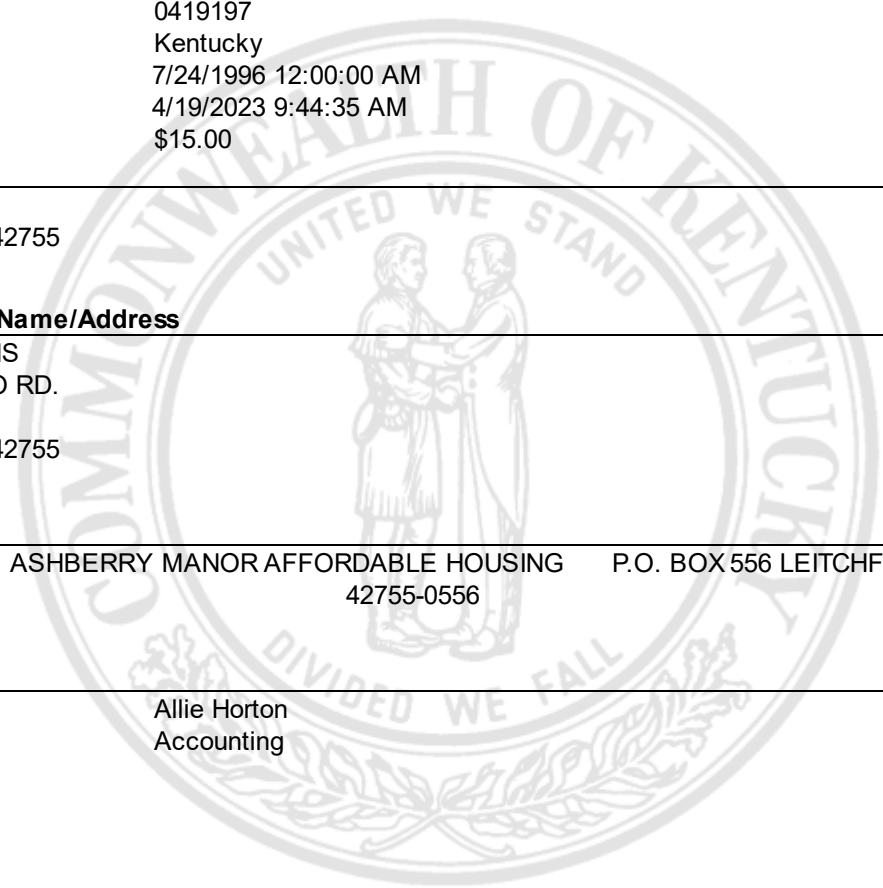 0419197
Kentucky
7/24/1996 12:00:00 AM
4/19/2023 9:44:35 AM
$15.00
42755
Name/Address
RD.
42755
ASHBERRY MANOR AFFORDABLE HOUSING P.O. BOX 556 LEITCHF
42755-0556
Allie Horton
Accounting
COMMONWEALTH OF KENTUCKY
UNITED WE STAND
DIVIDED WE FALL